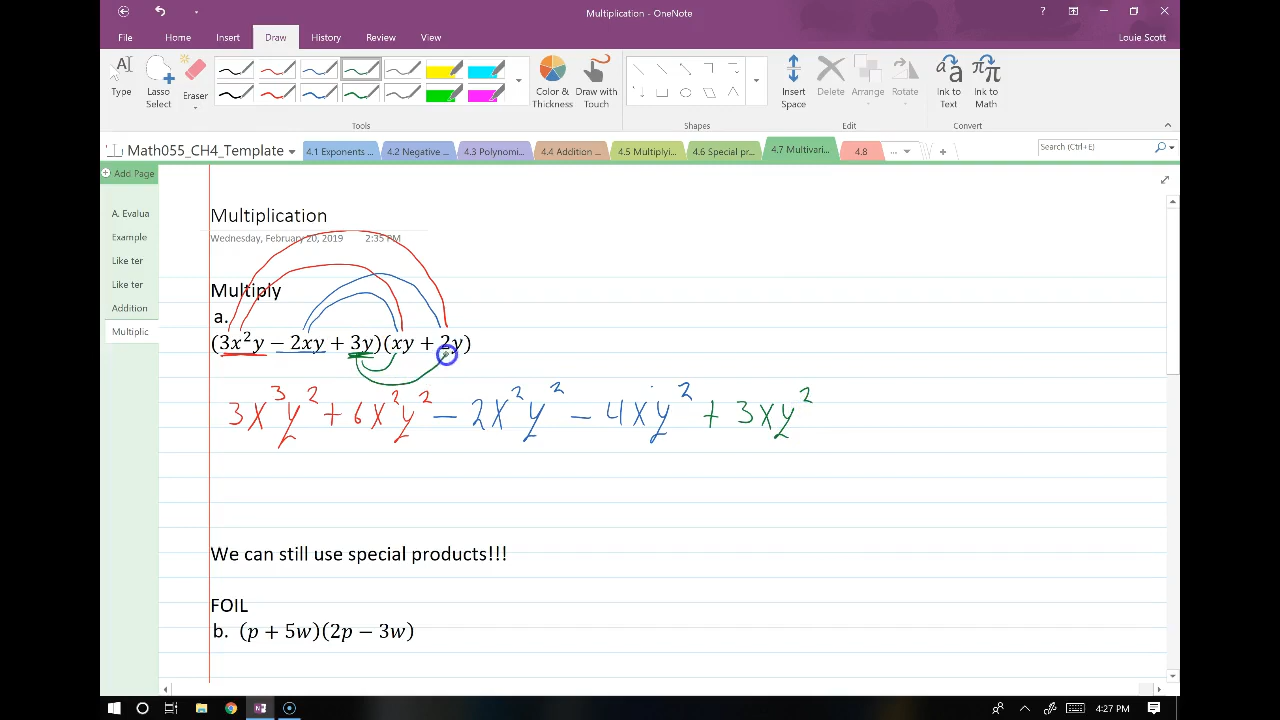 Multiplication - OneNote
?
File Home Insert Draw History Review View
Louie Scott
Type Lasso Select Eraser
Color & Thickness Draw with Touch
Insert Space Delete Arrange Rotate
Ink to Text Ink to Math
Tools Shapes Edit Convert
Math055_CH4_Template
4.1 Exponents ... 4.2 Negative ... 4.3 Polynomi... 4.4 Addition ... 4.5 Multiplyi... 4.6 Special pr... 4.7 Multivari... 4.8 ...
Search (Ctrl+E)
Add Page
A. Evalua
Example
Like ter
Like ter
Addition
Multiplic
Multiplication
Wednesday, February 20, 2019 2:35 PM
Multiply
a.
(3x²y − 2xy + 3y)(xy + 2y)
3x³y² + 6x²y² − 2x²y² − 4xy² + 3xy²
We can still use special products!!!
FOIL
b. (p + 5w)(2p − 3w)
4:27 PM